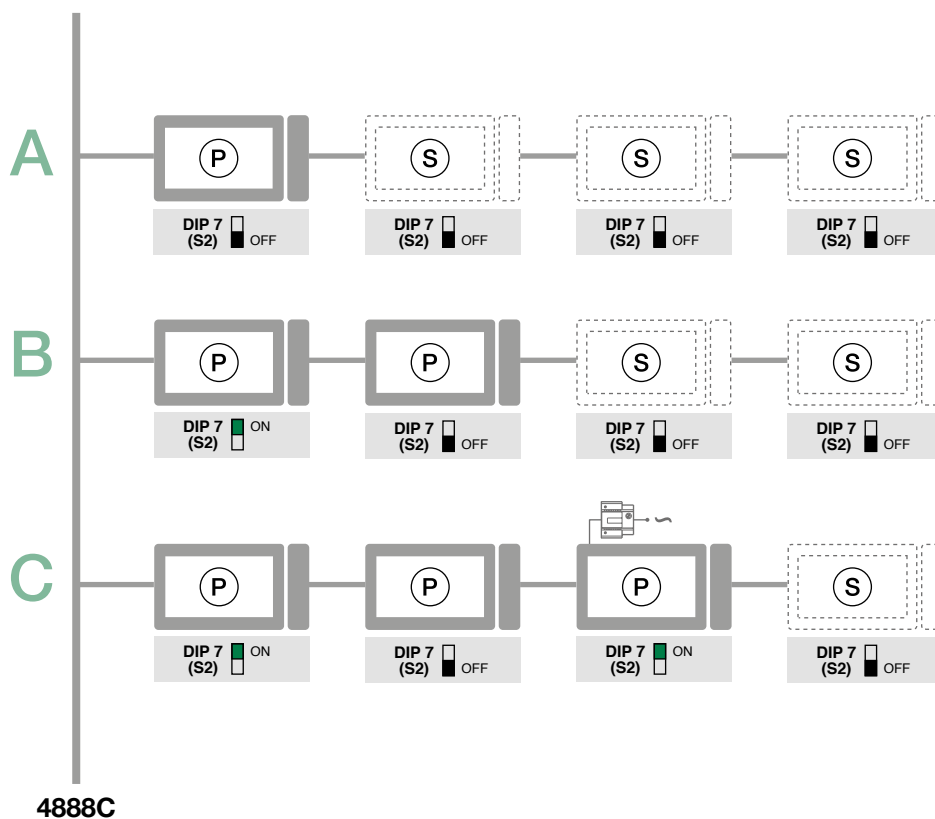 A
P
S
S
S
DIP 7
(S2)
OFF
DIP 7
(S2)
OFF
DIP 7
(S2)
OFF
DIP 7
(S2)
OFF
B
P
P
S
S
DIP 7
(S2)
ON
DIP 7
(S2)
OFF
DIP 7
(S2)
OFF
DIP 7
(S2)
OFF
C
P
P
P
S
DIP 7
(S2)
ON
DIP 7
(S2)
OFF
DIP 7
(S2)
ON
DIP 7
(S2)
OFF
4888C